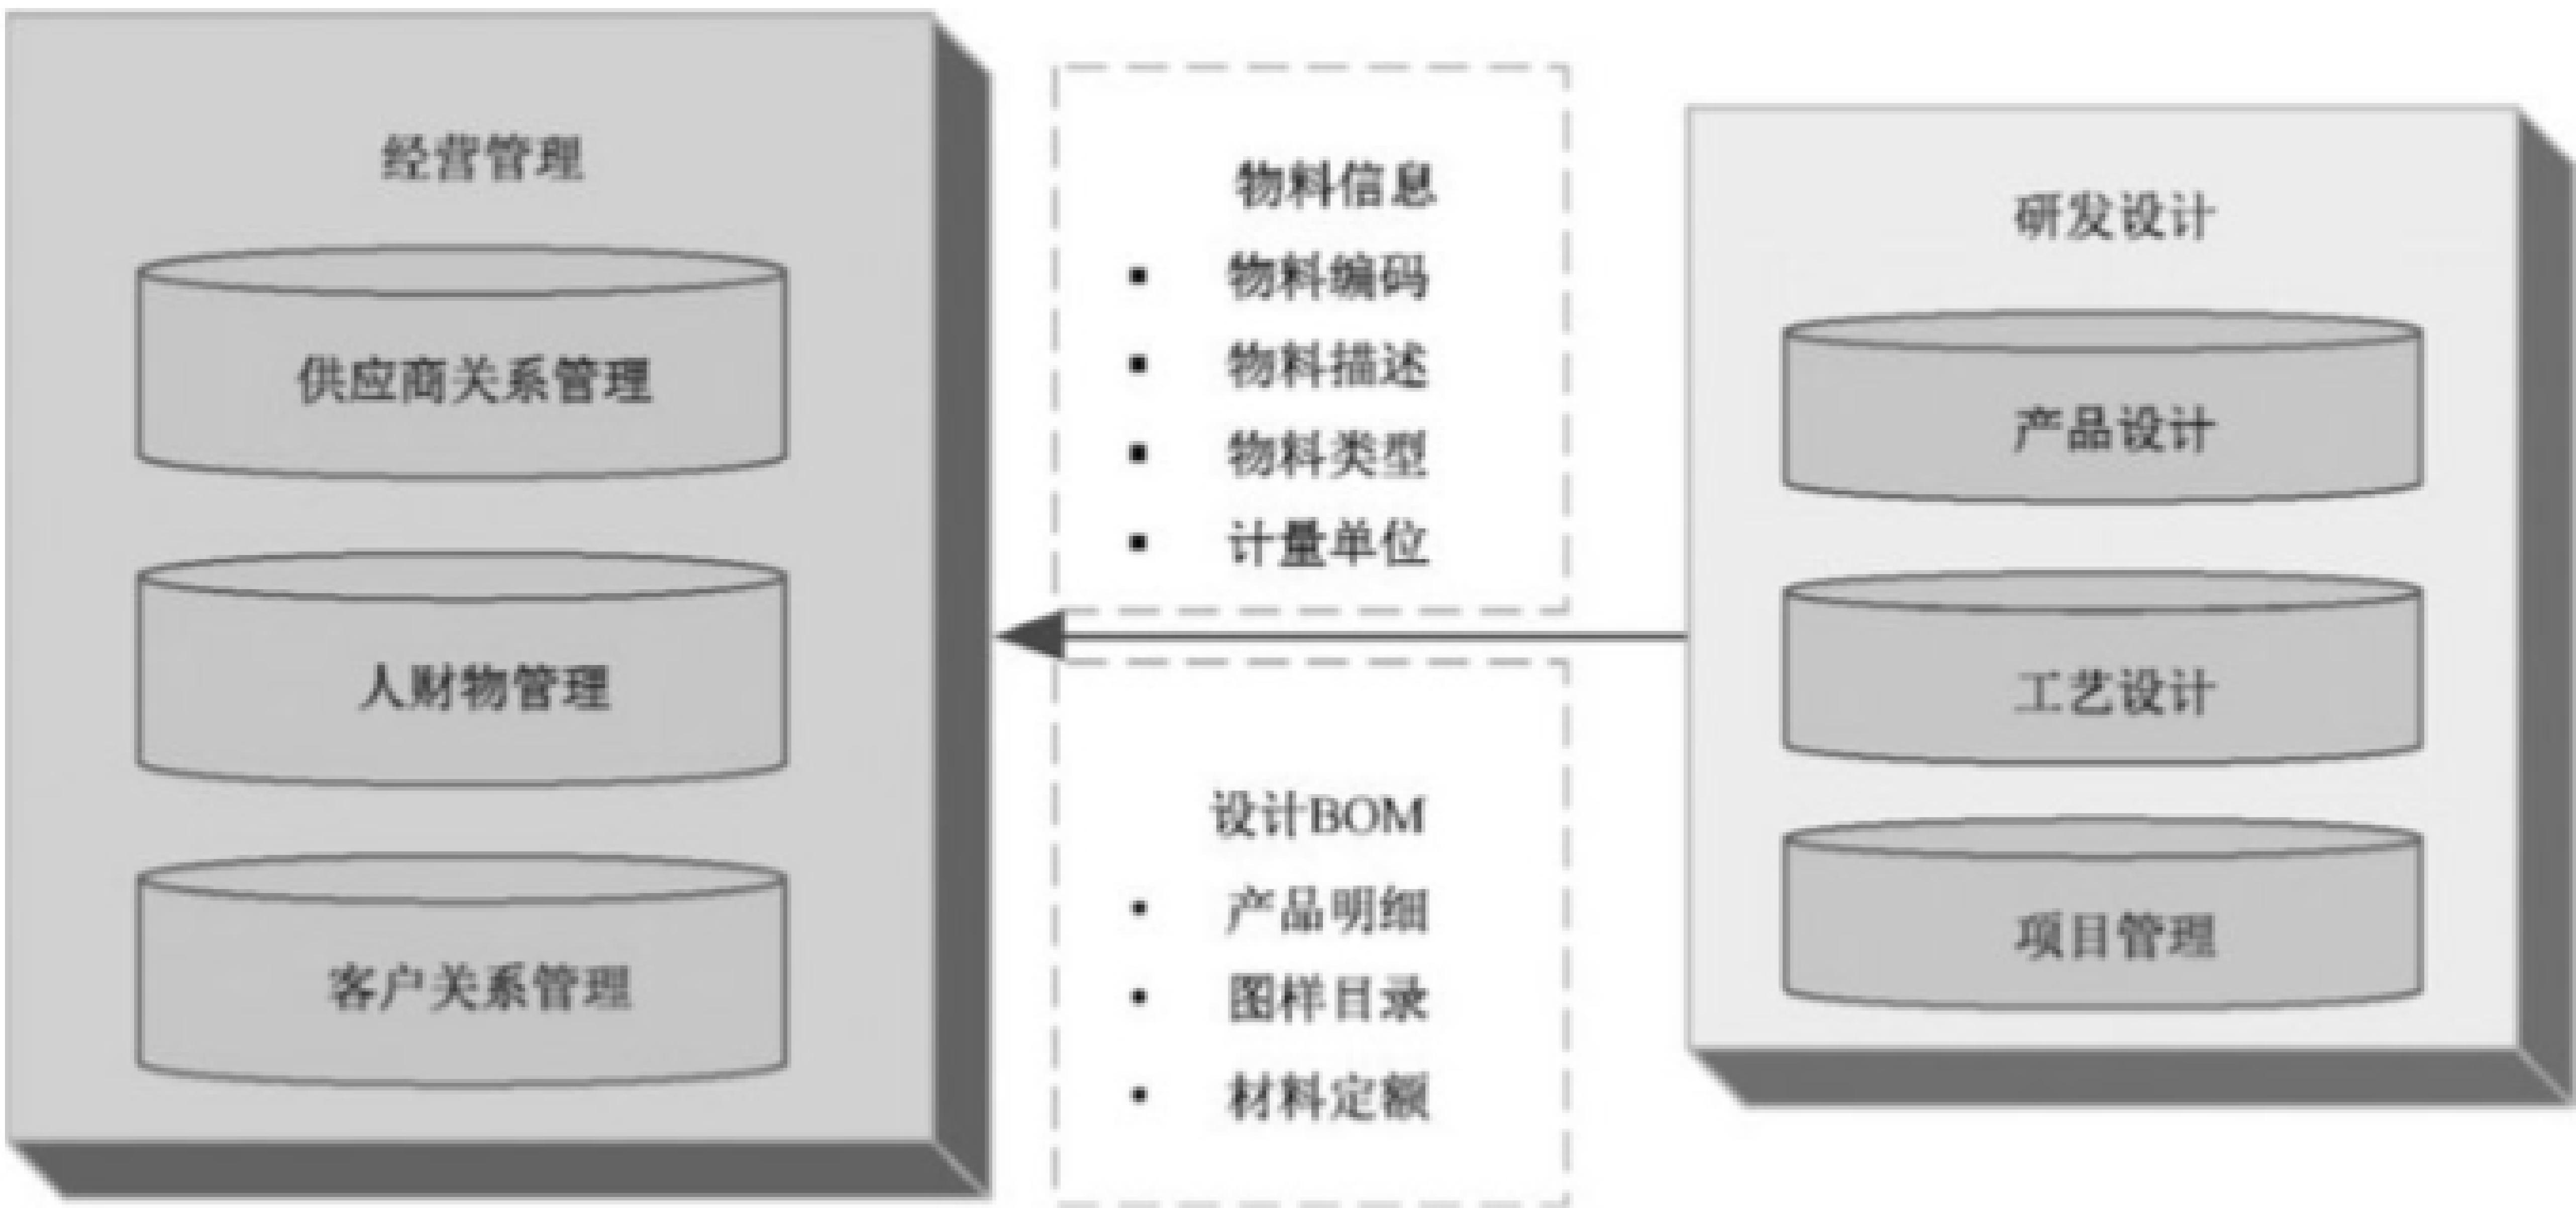 经营管理
供应商关系管理
人财物管理
客户关系管理
物料信息
▪ 物料编码
▪ 物料描述
▪ 物料类型
▪ 计量单位
设计BOM
• 产品明细
• 图样目录
• 材料定额
研发设计
产品设计
工艺设计
项目管理